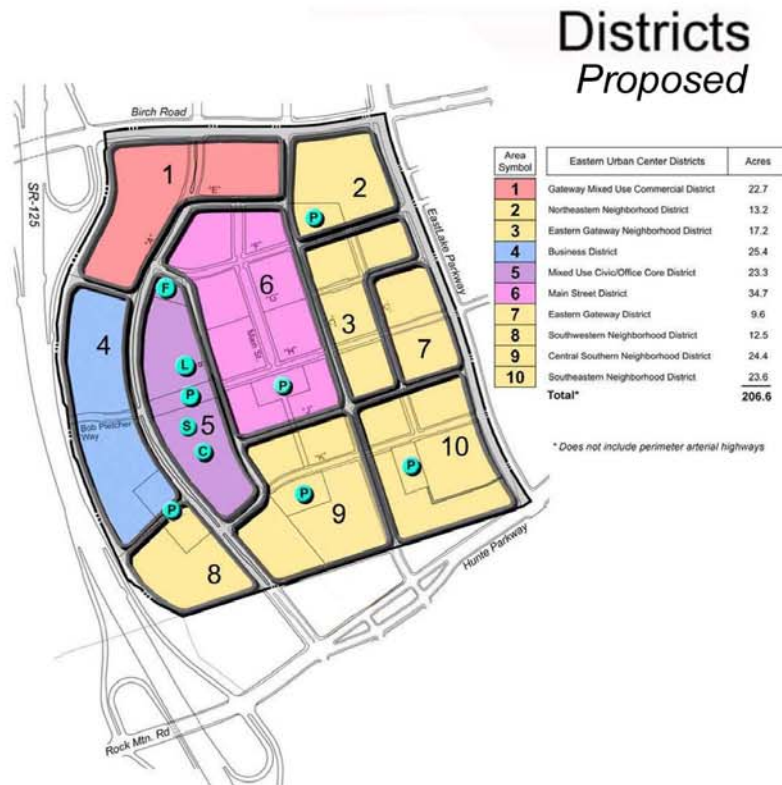 Districts
Proposed
Birch Road
SR-125
EastLake Parkway
1
"E"
"A"
2
P
F
6
"F"
"G"
Main St
"H"
P
"J"
3
7
4
L
"B"
P
S
5
C
Bob Pletcher
Way
P
8
"K"
P
9
P
10
Hunte Parkway
Rock Mtn. Rd
Area
Symbol
Eastern Urban Center Districts
Acres
1 Gateway Mixed Use Commercial District 22.7
2 Northeastern Neighborhood District 13.2
3 Eastern Gateway Neighborhood District 17.2
4 Business District 25.4
5 Mixed Use Civic/Office Core District 23.3
6 Main Street District 34.7
7 Eastern Gateway District 9.6
8 Southwestern Neighborhood District 12.5
9 Central Southern Neighborhood District 24.4
10 Southeastern Neighborhood District 23.6
Total* 206.6
* Does not include perimeter arterial highways